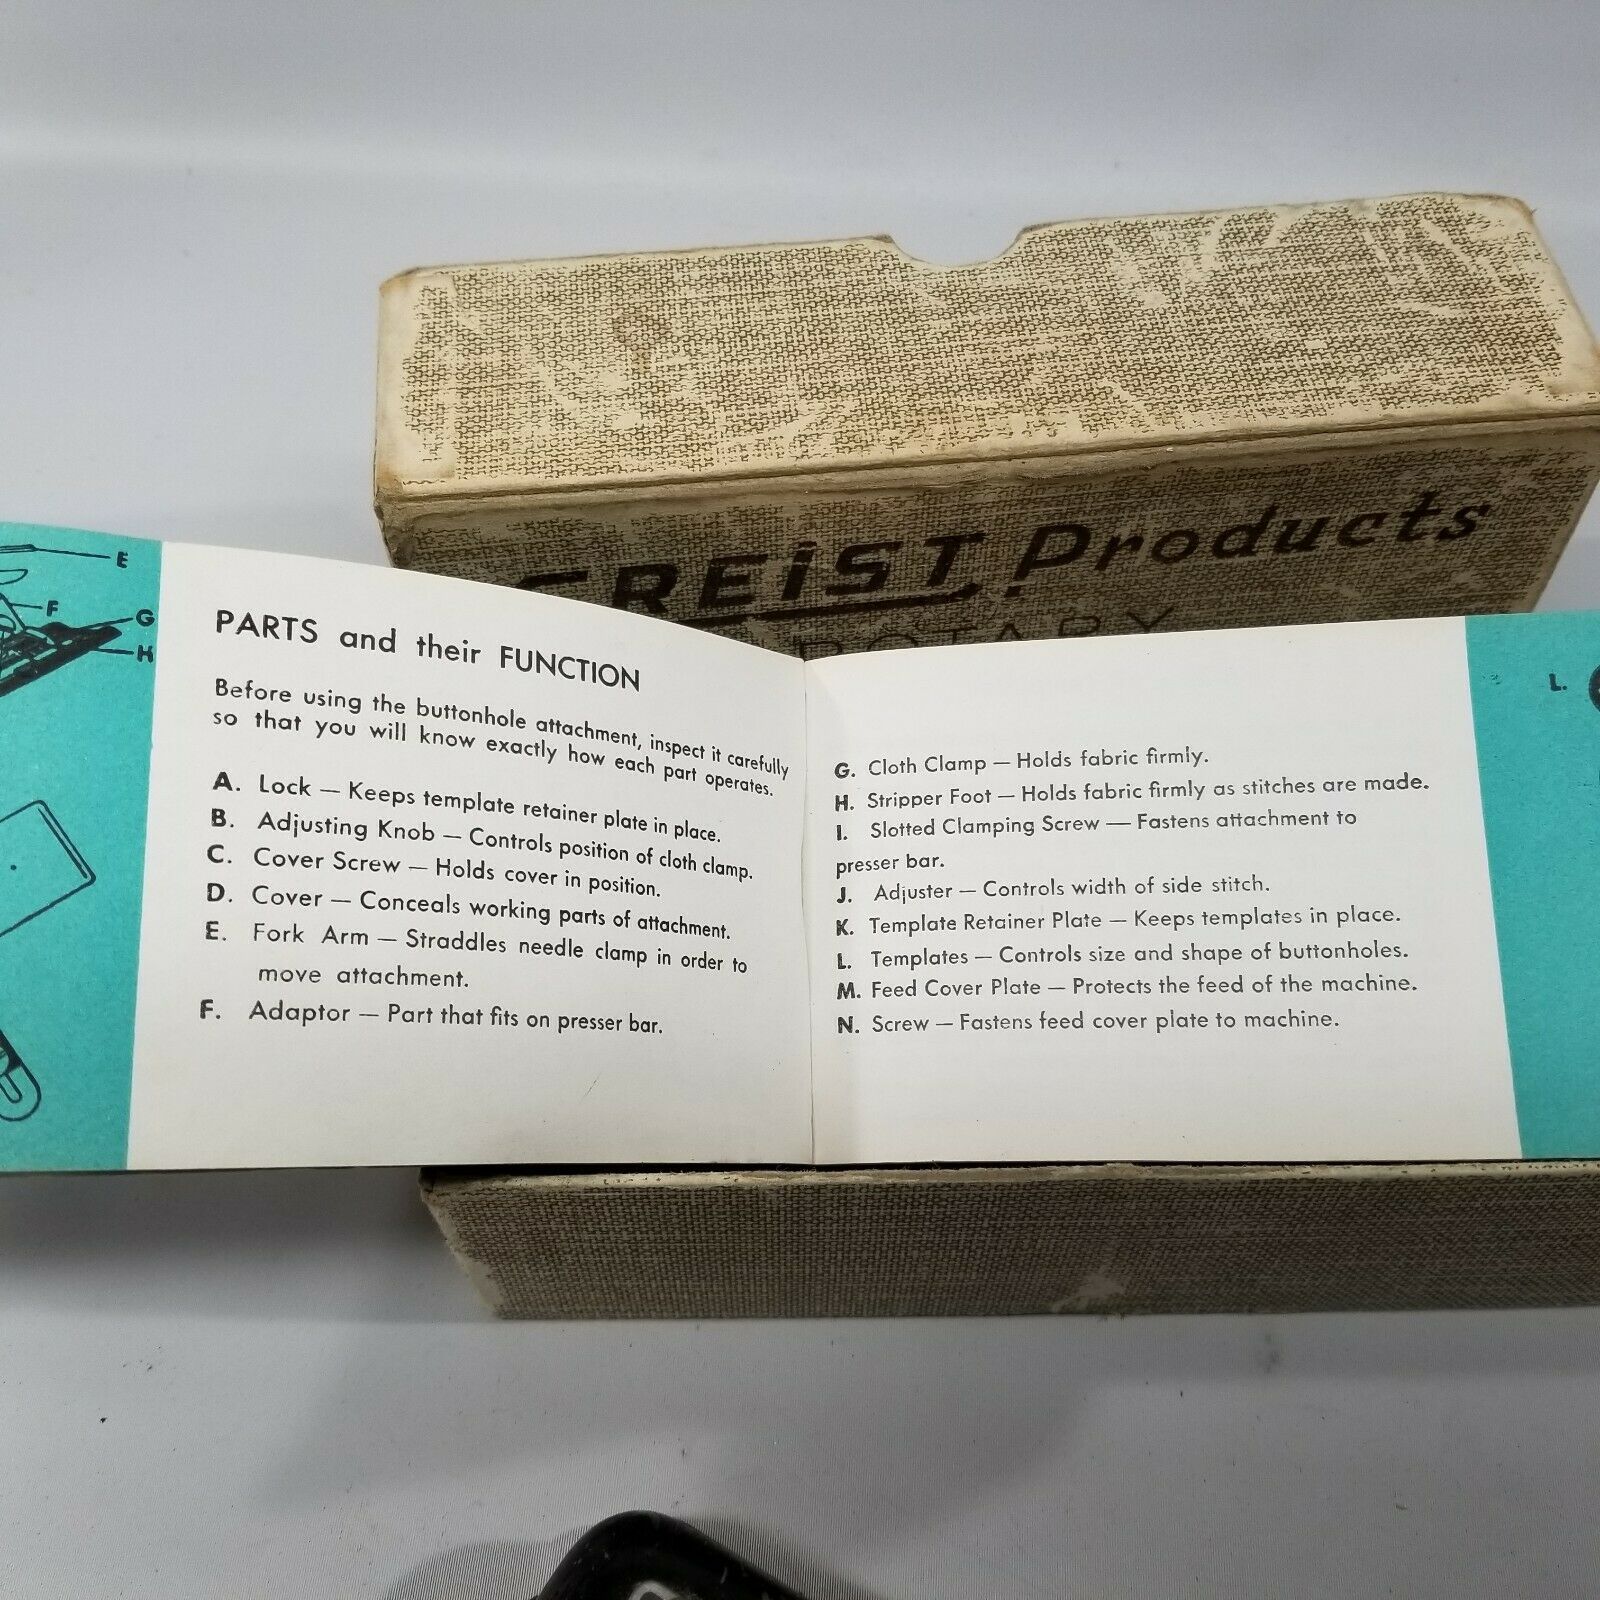 GREIST Products
ROTARY
E
F
G
H
PARTS and their FUNCTION
Before using the buttonhole attachment, inspect it carefully
so that you will know exactly how each part operates.
A. Lock — Keeps template retainer plate in place.
B. Adjusting Knob — Controls position of cloth clamp.
C. Cover Screw — Holds cover in position.
D. Cover — Conceals working parts of attachment.
E. Fork Arm — Straddles needle clamp in order to
move attachment.
F. Adaptor — Part that fits on presser bar.
G. Cloth Clamp — Holds fabric firmly.
H. Stripper Foot — Holds fabric firmly as stitches are made.
I. Slotted Clamping Screw — Fastens attachment to
presser bar.
J. Adjuster — Controls width of side stitch.
K. Template Retainer Plate — Keeps templates in place.
L. Templates — Controls size and shape of buttonholes.
M. Feed Cover Plate — Protects the feed of the machine.
N. Screw — Fastens feed cover plate to machine.
L.